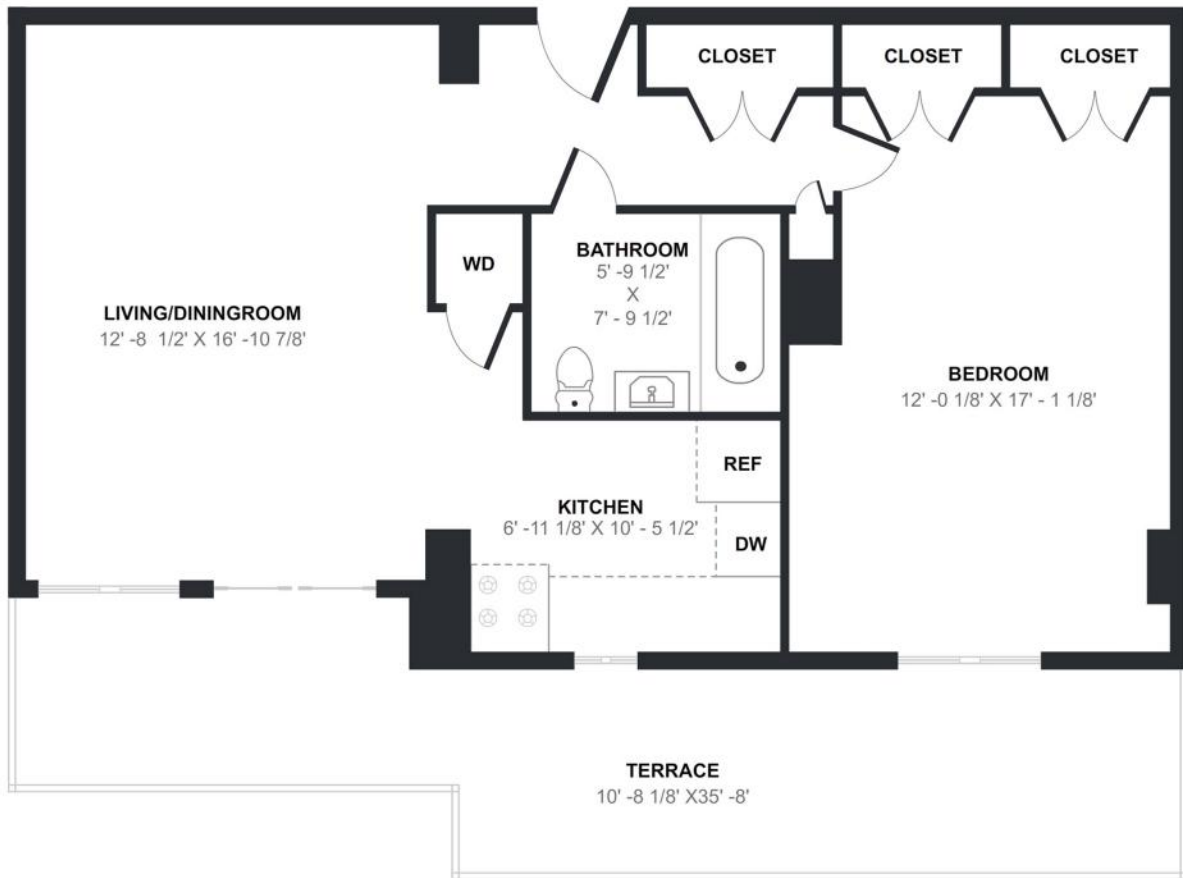 CLOSET
CLOSET
CLOSET
WD
BATHROOM
5' -9 1/2'
X
7' - 9 1/2'
LIVING/DININGROOM
12' -8 1/2' X 16' -10 7/8'
BEDROOM
12' -0 1/8' X 17' - 1 1/8'
REF
KITCHEN
6' -11 1/8' X 10' - 5 1/2'
DW
TERRACE
10' -8 1/8' X35' -8'